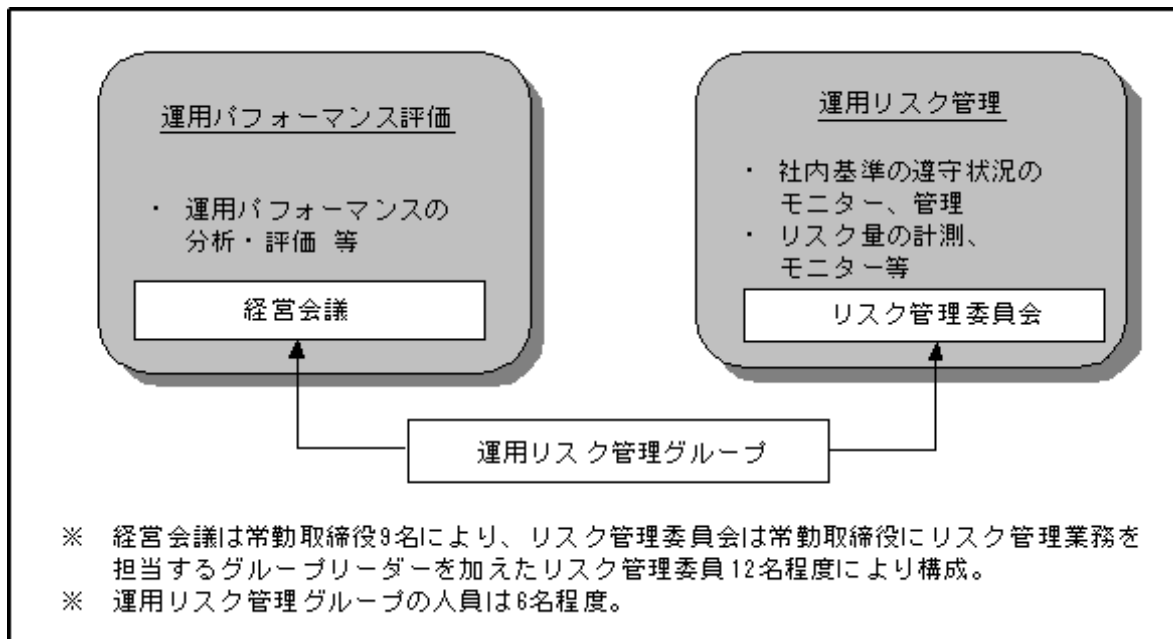 運用パフォーマンス評価
・ 運用パフォーマンスの
分析・評価 等
経営会議
運用リスク管理
・ 社内基準の遵守状況の
モニター、管理
・ リスク量の計測、
モニター等
リスク管理委員会
運用リスク管理グループ
※ 経営会議は常勤取締役9名により、リスク管理委員会は常勤取締役にリスク管理業務を
担当するグループリーダーを加えたリスク管理委員12名程度により構成。
※ 運用リスク管理グループの人員は6名程度。